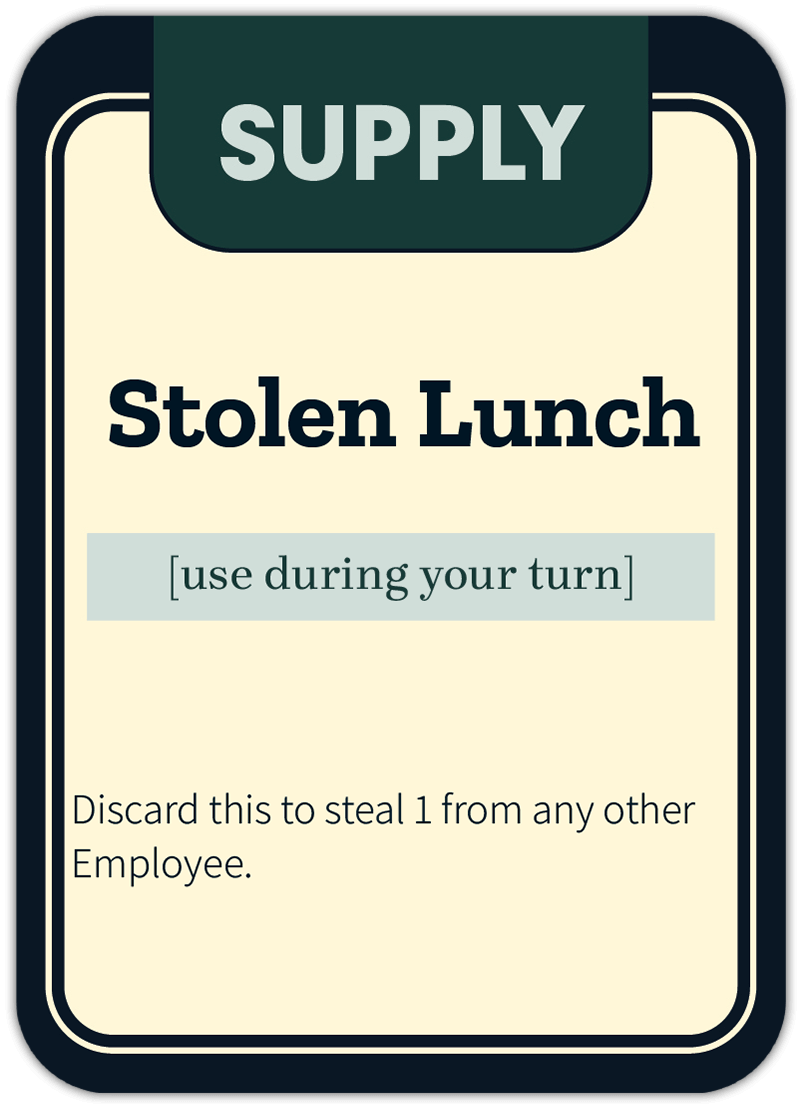 SUPPLY
Stolen Lunch
[use during your turn]
Discard this to steal 1 from any other
Employee.